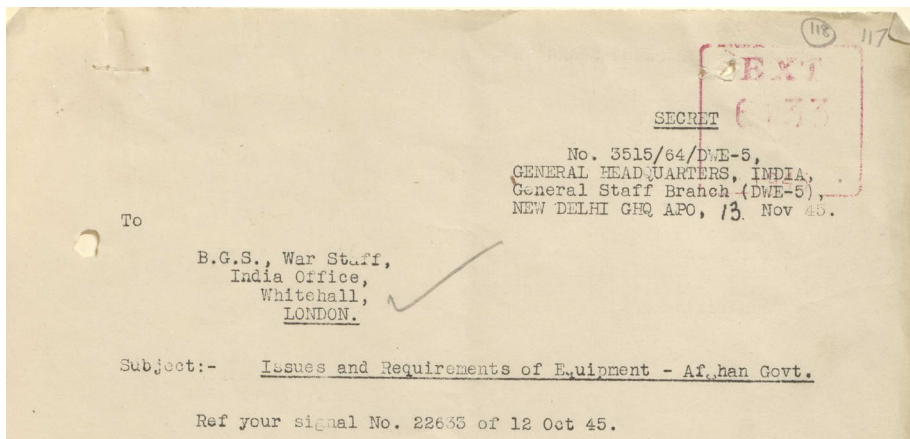 118 117
EXT
SECRET
No. 3515/64/DWE-5,
GENERAL HEADQUARTERS, INDIA,
General Staff Branch (DWE-5),
NEW DELHI GHQ APO, 13 Nov 45.
To
B.G.S., War Staff,
India Office,
Whitehall,
LONDON.
Subject:- Issues and Requirements of Equipment - Afghan Govt.
Ref your signal No. 22633 of 12 Oct 45.